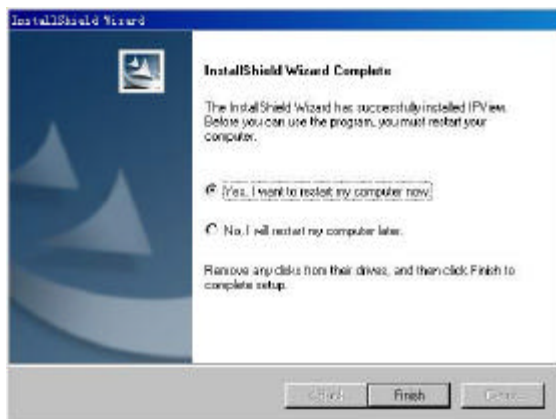 InstallShield Wizard
InstallShield Wizard Complete
The InstallShield Wizard has successfully installed IPView.
Before you can use the program, you must restart your
computer.
Yes, I want to restart my computer now.
No, I will restart my computer later.
Remove any disks from their drives, and then click Finish to
complete setup.
< Back
Finish
Cancel